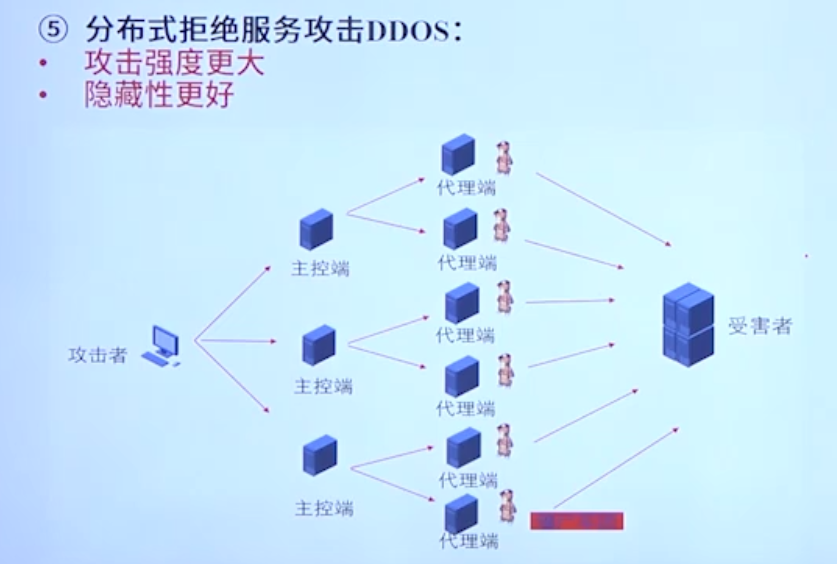 ⑤ 分布式拒绝服务攻击DDOS：
• 攻击强度更大
• 隐藏性更好
代理端
代理端
主控端
代理端
受害者
攻击者
主控端
代理端
代理端
主控端
代理端